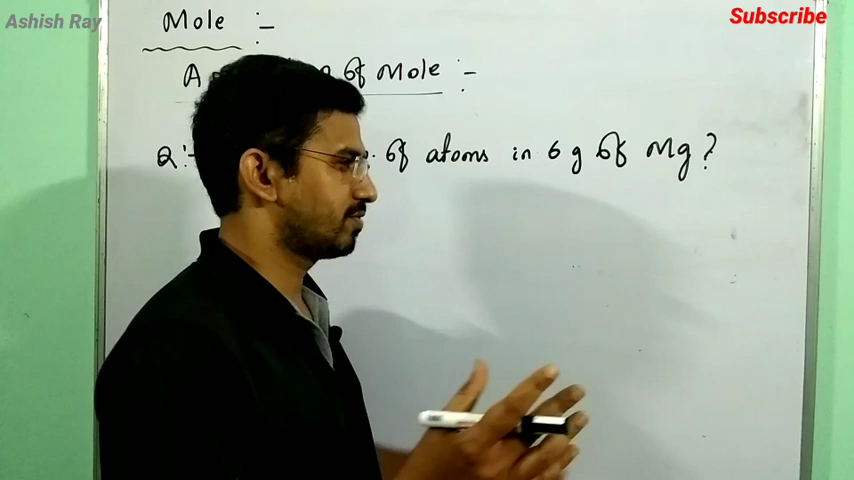 Ashish Ray
Subscribe
Mole :-
A of Mole :-
Q:- of atoms in 6 g of Mg?